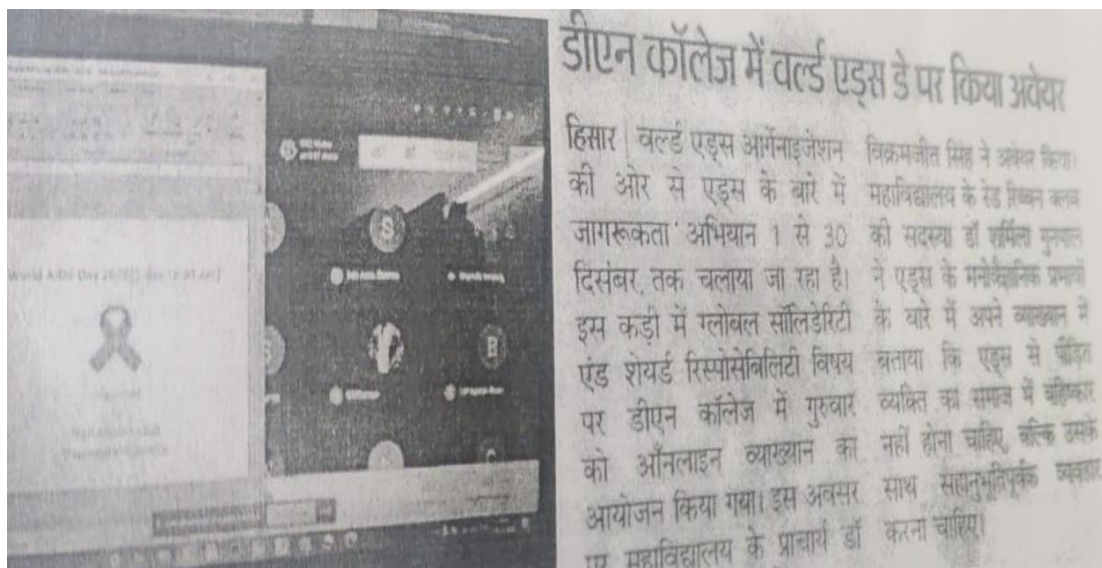 डीएन कॉलेज में वर्ल्ड एड्स डे पर किया अवेयर
हिसार | वर्ल्ड एड्स ऑर्गेनाइजेशन
की ओर से एड्स के बारे में
जागरूकता अभियान 1 से 30
दिसंबर तक चलाया जा रहा है।
इस कड़ी में ग्लोबल सॉलिडेरिटी
एंड शेयर्ड रिस्पोंसेबिलिटी विषय
पर डीएन कॉलेज में गुरुवार
को ऑनलाइन व्याख्यान का
आयोजन किया गया। इस अवसर
पर महाविद्यालय के प्राचार्य डॉ
विक्रमजीत सिंह ने अवेयर किया।
महाविद्यालय के रेड रिब्बन क्लब
की सदस्या डॉ शर्मिला गुनपाल
ने एड्स के मनोवैज्ञानिक प्रभावों
के बारे में अपने व्याख्यान में
बताया कि एड्स से पीड़ित
व्यक्ति का समाज में बहिष्कार
नहीं होना चाहिए, बल्कि उसके
साथ सहानुभूतिपूर्वक व्यवहार
करना चाहिए।
World AIDS Day 2020